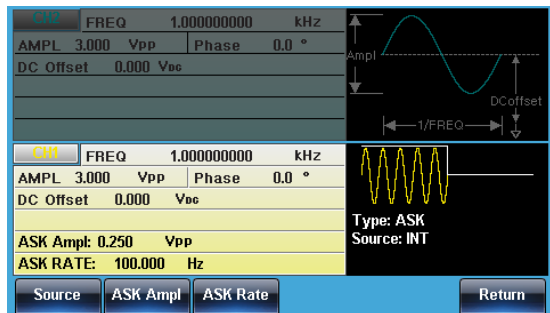 CH2 FREQ 1.000000000 kHz
AMPL 3.000 Vpp Phase 0.0 °
DC Offset 0.000 VDC
Ampl
DCoffset
1/FREQ
CH1 FREQ 1.000000000 kHz
AMPL 3.000 Vpp Phase 0.0 °
DC Offset 0.000 VDC
ASK Ampl: 0.250 Vpp
ASK RATE: 100.000 Hz
Type: ASK
Source: INT
Source ASK Ampl ASK Rate Return